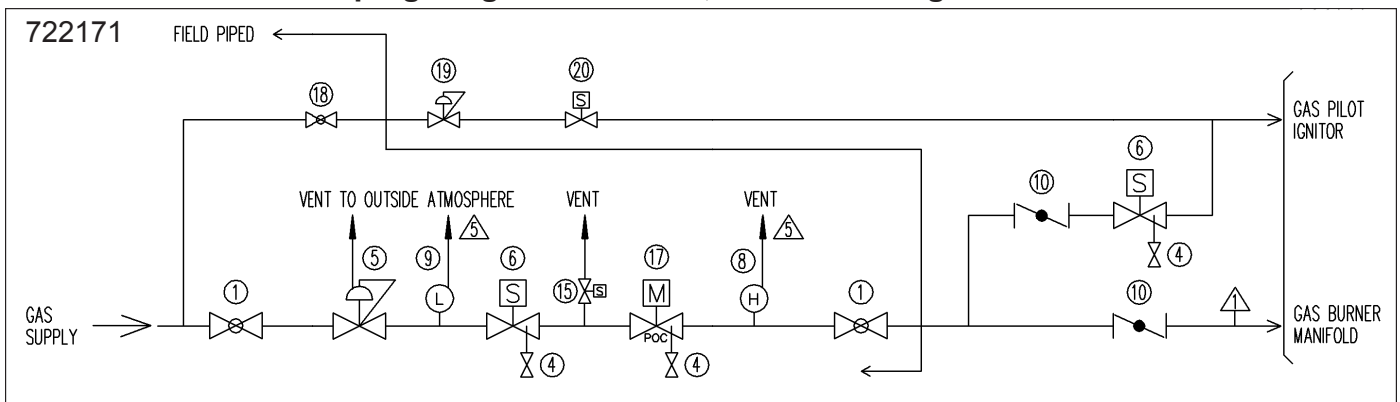 722171
FIELD PIPED
19
20
18
GAS PILOT
IGNITOR
6
S
S
10
VENT TO OUTSIDE ATMOSPHERE
VENT
VENT
5
5
5
9
6
17
8
4
1
L
S
15
S
M
H
1
10
1
GAS
SUPPLY
POC
GAS BURNER
MANIFOLD
4
4